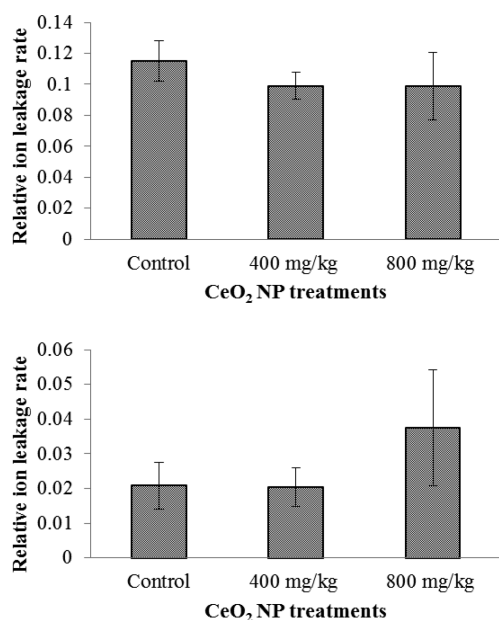 Relative ion leakage rate
0.14
0.12
0.1
0.08
0.06
0.04
0.02
0
Control 400 mg/kg 800 mg/kg
CeO₂ NP treatments
Relative ion leakage rate
0.06
0.05
0.04
0.03
0.02
0.01
0
Control 400 mg/kg 800 mg/kg
CeO₂ NP treatments